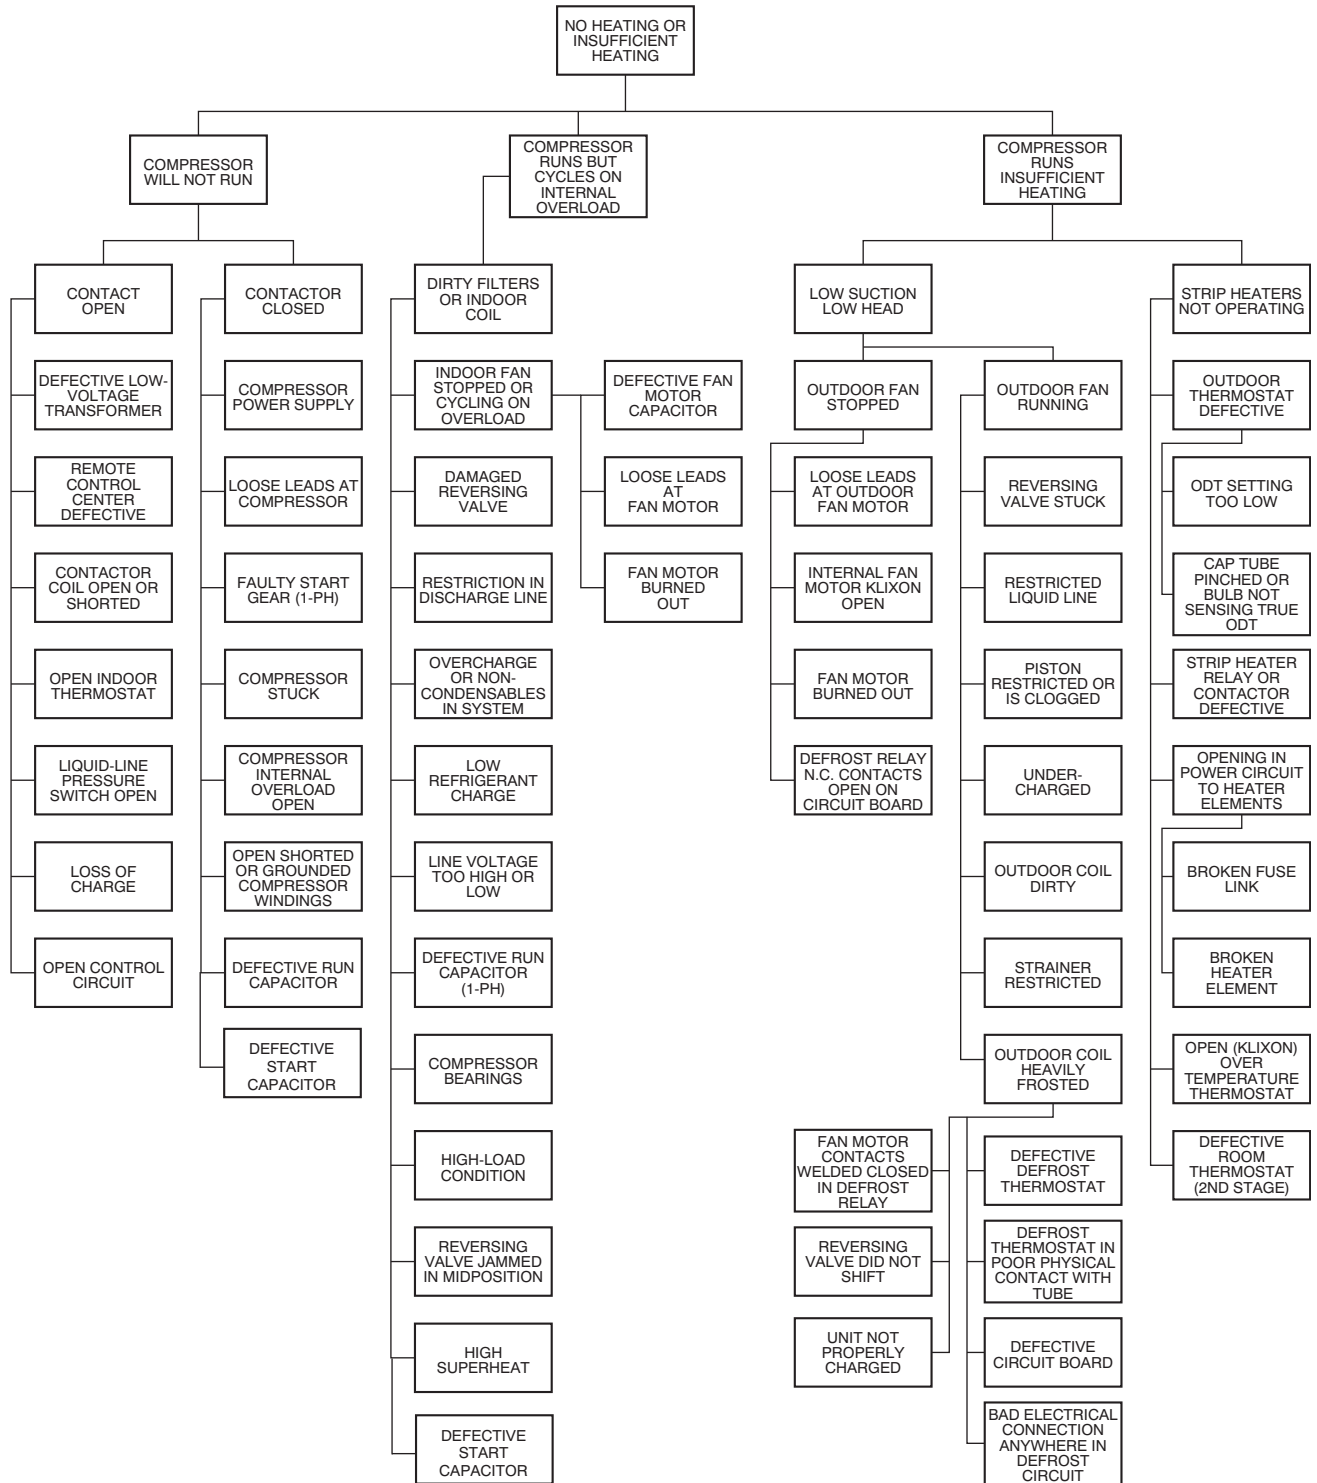 NO HEATING OR
INSUFFICIENT
HEATING
COMPRESSOR
WILL NOT RUN
COMPRESSOR
RUNS BUT
CYCLES ON
INTERNAL
OVERLOAD
COMPRESSOR
RUNS
INSUFFICIENT
HEATING
CONTACT
OPEN
DEFECTIVE LOW-
VOLTAGE
TRANSFORMER
REMOTE
CONTROL
CENTER
DEFECTIVE
CONTACTOR
COIL OPEN OR
SHORTED
OPEN INDOOR
THERMOSTAT
LIQUID-LINE
PRESSURE
SWITCH OPEN
LOSS OF
CHARGE
OPEN CONTROL
CIRCUIT
CONTACTOR
CLOSED
COMPRESSOR
POWER SUPPLY
LOOSE LEADS AT
COMPRESSOR
FAULTY START
GEAR (1-PH)
COMPRESSOR
STUCK
COMPRESSOR
INTERNAL
OVERLOAD
OPEN
OPEN SHORTED
OR GROUNDED
COMPRESSOR
WINDINGS
DEFECTIVE RUN
CAPACITOR
DEFECTIVE
START
CAPACITOR
DIRTY FILTERS
OR INDOOR
COIL
INDOOR FAN
STOPPED OR
CYCLING ON
OVERLOAD
DAMAGED
REVERSING
VALVE
RESTRICTION IN
DISCHARGE LINE
OVERCHARGE
OR NON-
CONDENSABLES
IN SYSTEM
LOW
REFRIGERANT
CHARGE
LINE VOLTAGE
TOO HIGH OR
LOW
DEFECTIVE RUN
CAPACITOR
(1-PH)
COMPRESSOR
BEARINGS
HIGH-LOAD
CONDITION
REVERSING
VALVE JAMMED
IN MIDPOSITION
HIGH
SUPERHEAT
DEFECTIVE
START
CAPACITOR
DEFECTIVE FAN
MOTOR
CAPACITOR
LOOSE LEADS
AT
FAN MOTOR
FAN MOTOR
BURNED
OUT
LOW SUCTION
LOW HEAD
OUTDOOR FAN
STOPPED
LOOSE LEADS
AT OUTDOOR
FAN MOTOR
INTERNAL FAN
MOTOR KLIXON
OPEN
FAN MOTOR
BURNED OUT
DEFROST RELAY
N.C. CONTACTS
OPEN ON
CIRCUIT BOARD
OUTDOOR FAN
RUNNING
REVERSING
VALVE STUCK
RESTRICTED
LIQUID LINE
PISTON
RESTRICTED OR
IS CLOGGED
UNDER-
CHARGED
OUTDOOR COIL
DIRTY
STRAINER
RESTRICTED
OUTDOOR COIL
HEAVILY
FROSTED
FAN MOTOR
CONTACTS
WELDED CLOSED
IN DEFROST
RELAY
REVERSING
VALVE DID NOT
SHIFT
UNIT NOT
PROPERLY
CHARGED
DEFECTIVE
DEFROST
THERMOSTAT
DEFROST
THERMOSTAT IN
POOR PHYSICAL
CONTACT WITH
TUBE
DEFECTIVE
CIRCUIT BOARD
BAD ELECTRICAL
CONNECTION
ANYWHERE IN
DEFROST
CIRCUIT
STRIP HEATERS
NOT OPERATING
OUTDOOR
THERMOSTAT
DEFECTIVE
ODT SETTING
TOO LOW
CAP TUBE
PINCHED OR
BULB NOT
SENSING TRUE
ODT
STRIP HEATER
RELAY OR
CONTACTOR
DEFECTIVE
OPENING IN
POWER CIRCUIT
TO HEATER
ELEMENTS
BROKEN FUSE
LINK
BROKEN
HEATER
ELEMENT
OPEN (KLIXON)
OVER
TEMPERATURE
THERMOSTAT
DEFECTIVE
ROOM
THERMOSTAT
(2ND STAGE)